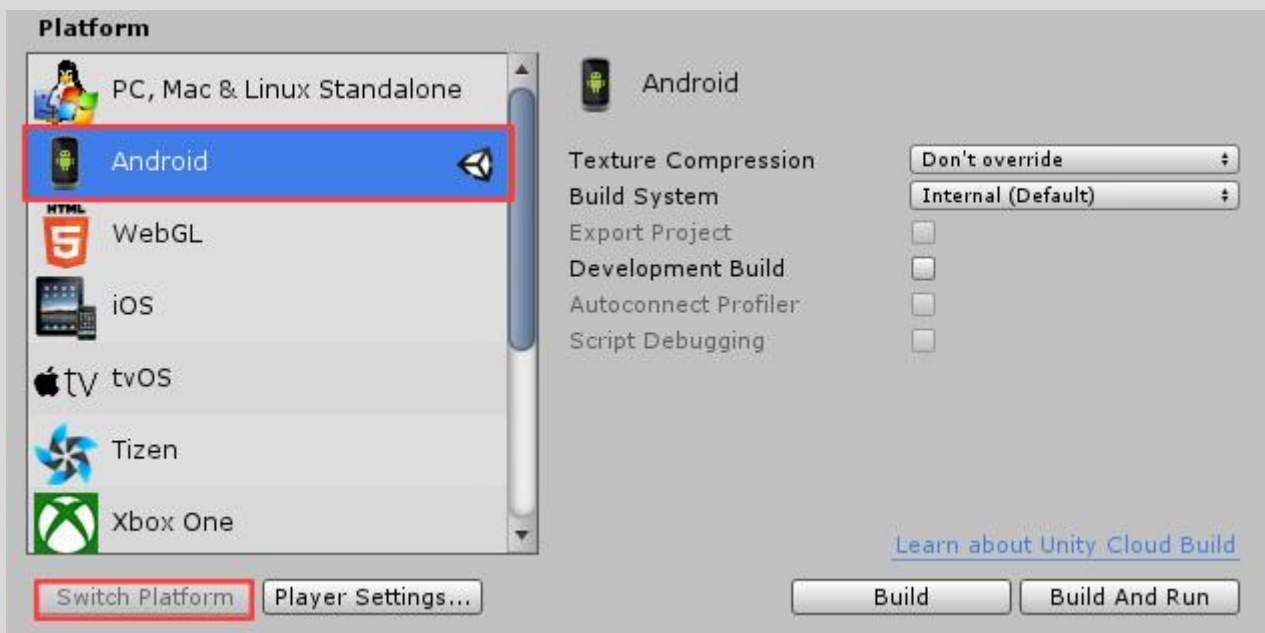 Platform
PC, Mac & Linux Standalone
Android
HTML
5
WebGL
iOS
tv
tvOS
Tizen
Xbox One
Switch Platform
Player Settings...
Android
Texture Compression
Don't override
Build System
Internal (Default)
Export Project
Development Build
Autoconnect Profiler
Script Debugging
Learn about Unity Cloud Build
Build
Build And Run